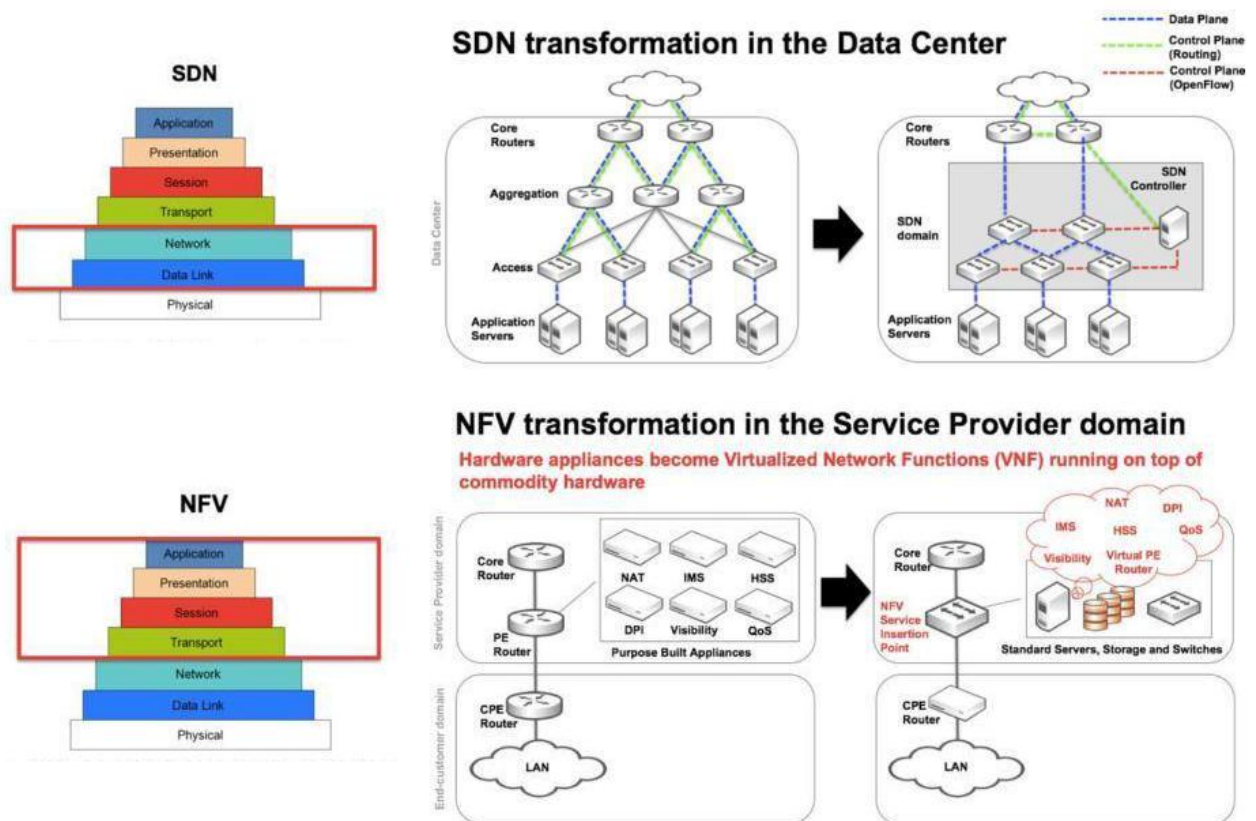 SDN transformation in the Data Center
Data Plane
Control Plane
(Routing)
Control Plane
(OpenFlow)
SDN
Application
Presentation
Session
Transport
Network
Data Link
Physical
Data Center
Core
Routers
Aggregation
Access
Application
Servers
Core
Routers
SDN
Controller
SDN
domain
Application
Servers
NFV transformation in the Service Provider domain
Hardware appliances become Virtualized Network Functions (VNF) running on top of
commodity hardware
NFV
Application
Presentation
Session
Transport
Network
Data Link
Physical
Service Provider domain
Core
Router
PE
Router
NAT
IMS
HSS
DPI
Visibility
QoS
Purpose Built Appliances
End-customer domain
CPE
Router
LAN
Core
Router
NFV
Service
Insertion
Point
NAT
DPI
IMS
HSS
QoS
Visibility
Virtual PE
Router
Standard Servers, Storage and Switches
CPE
Router
LAN